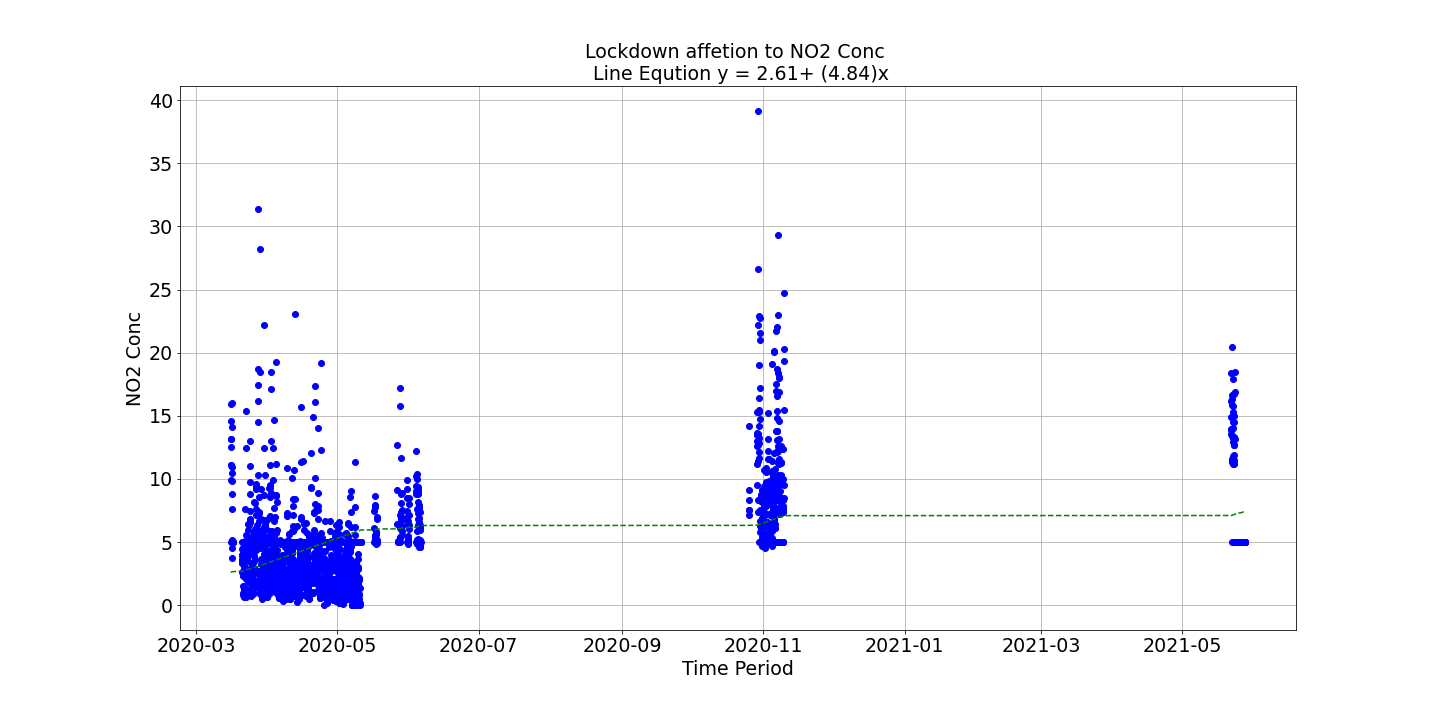 Lockdown affetion to NO2 Conc
Line Eqution y = 2.61+ (4.84)x
40
35
30
25
20
15
10
5
0
NO2 Conc
2020-03 2020-05 2020-07 2020-09 2020-11 2021-01 2021-03 2021-05
Time Period